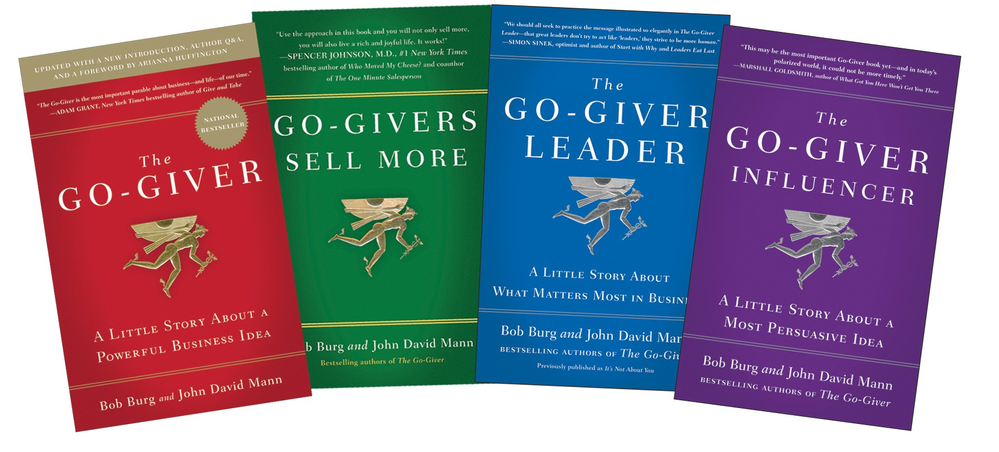 UPDATED WITH A NEW INTRODUCTION, AUTHOR Q&A,
AND A FOREWORD BY ARIANNA HUFFINGTON
“The Go-Giver is the most important parable about business—and life—of our time.”
—ADAM GRANT, New York Times bestselling author of Give and Take
NATIONAL
BESTSELLER
The
GO-GIVER
A LITTLE STORY ABOUT A
POWERFUL BUSINESS IDEA
Bob Burg and John David Mann
“Use the approach in this book and you will not only sell more,
you will also live a rich and joyful life. It works!”
—SPENCER JOHNSON, M.D., #1 New York Times
bestselling author of Who Moved My Cheese? and coauthor
of The One Minute Salesperson
GO-GIVERS
SELL MORE
b Burg and John David Mann
Bestselling authors of The Go-Giver
“We should all seek to practice the message illustrated so elegantly in The Go-Giver
Leader—that great leaders don’t try to act like ‘leaders,’ they strive to be more human.”
—SIMON SINEK, optimist and author of Start with Why and Leaders Eat Last
The
GO-GIVER
LEADER
A LITTLE STORY ABOUT
WHAT MATTERS MOST IN BUSIN
Bob Burg and John David Mar
BESTSELLING AUTHORS OF The Go-Giv
Previously published as It’s Not About You
“This may be the most important Go-Giver book yet—and in today’s
polarized world, it could not be more timely.”
—MARSHALL GOLDSMITH, author of What Got You Here Won’t Get You There
The
GO-GIVER
INFLUENCER
A LITTLE STORY ABOUT A
MOST PERSUASIVE IDEA
Bob Burg and John David Mann
BESTSELLING AUTHORS OF The Go-Giver